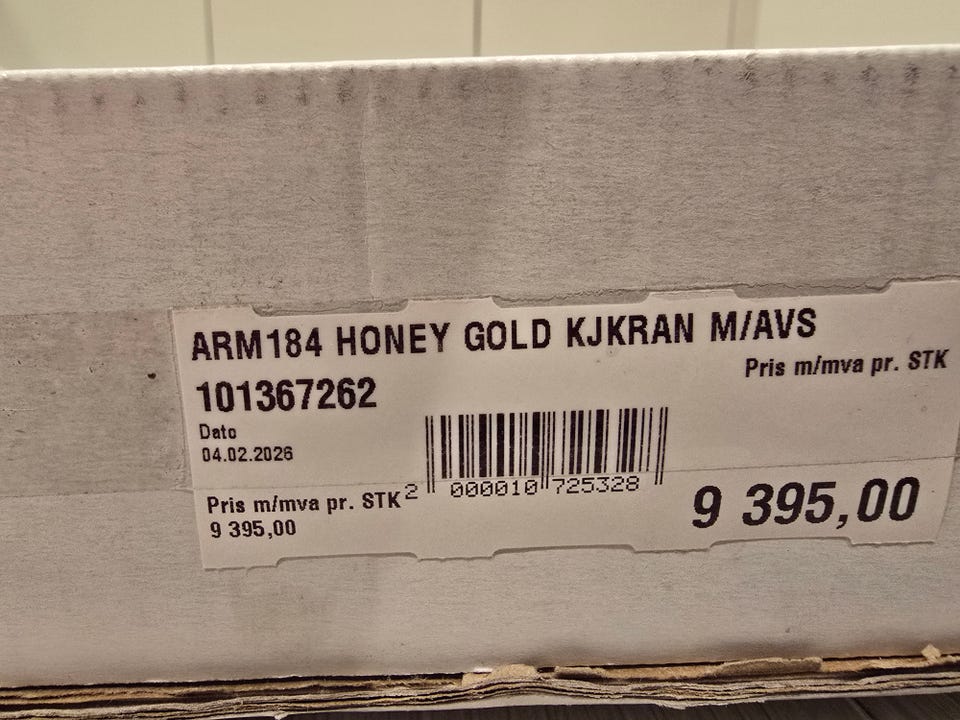 ARM184 HONEY GOLD KJKRAN M/AVS
Pris m/mva pr. STK
101367262
Dato
04.02.2026
2 000010 725328
Pris m/mva pr. STK
9 395,00
9 395,00